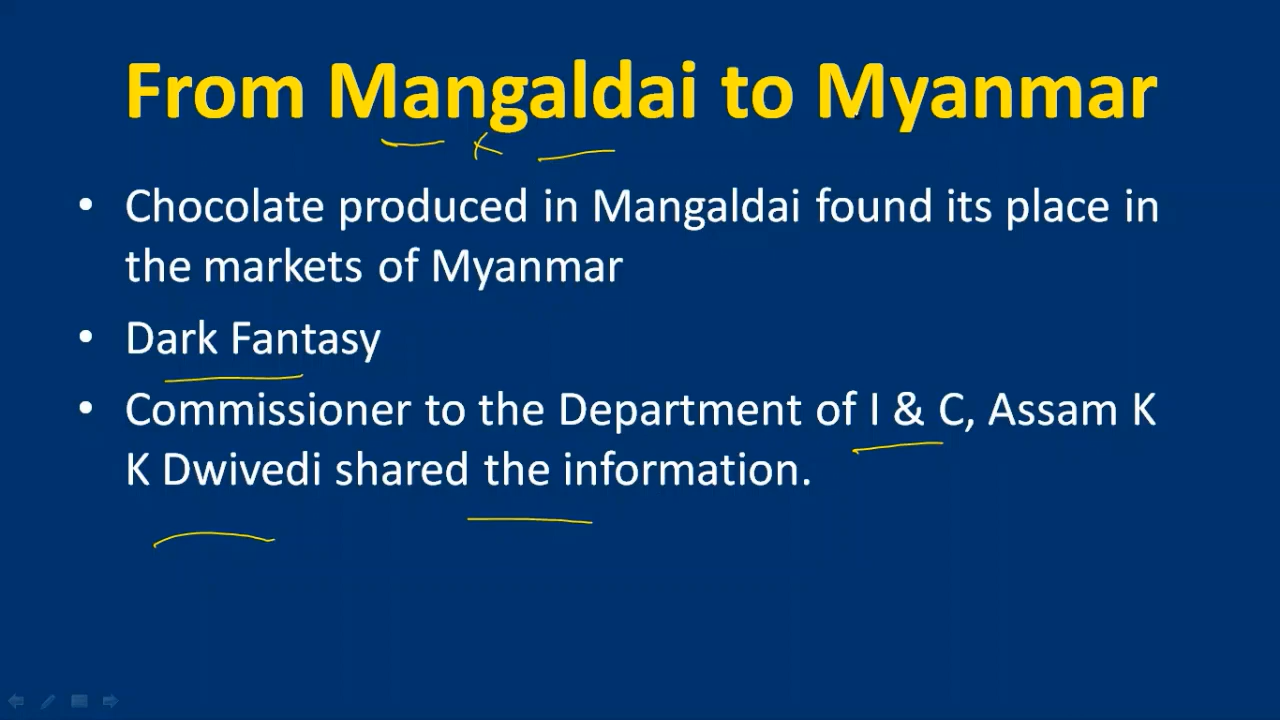 From Mangaldai to Myanmar
• Chocolate produced in Mangaldai found its place in
the markets of Myanmar
• Dark Fantasy
• Commissioner to the Department of I & C, Assam K
K Dwivedi shared the information.